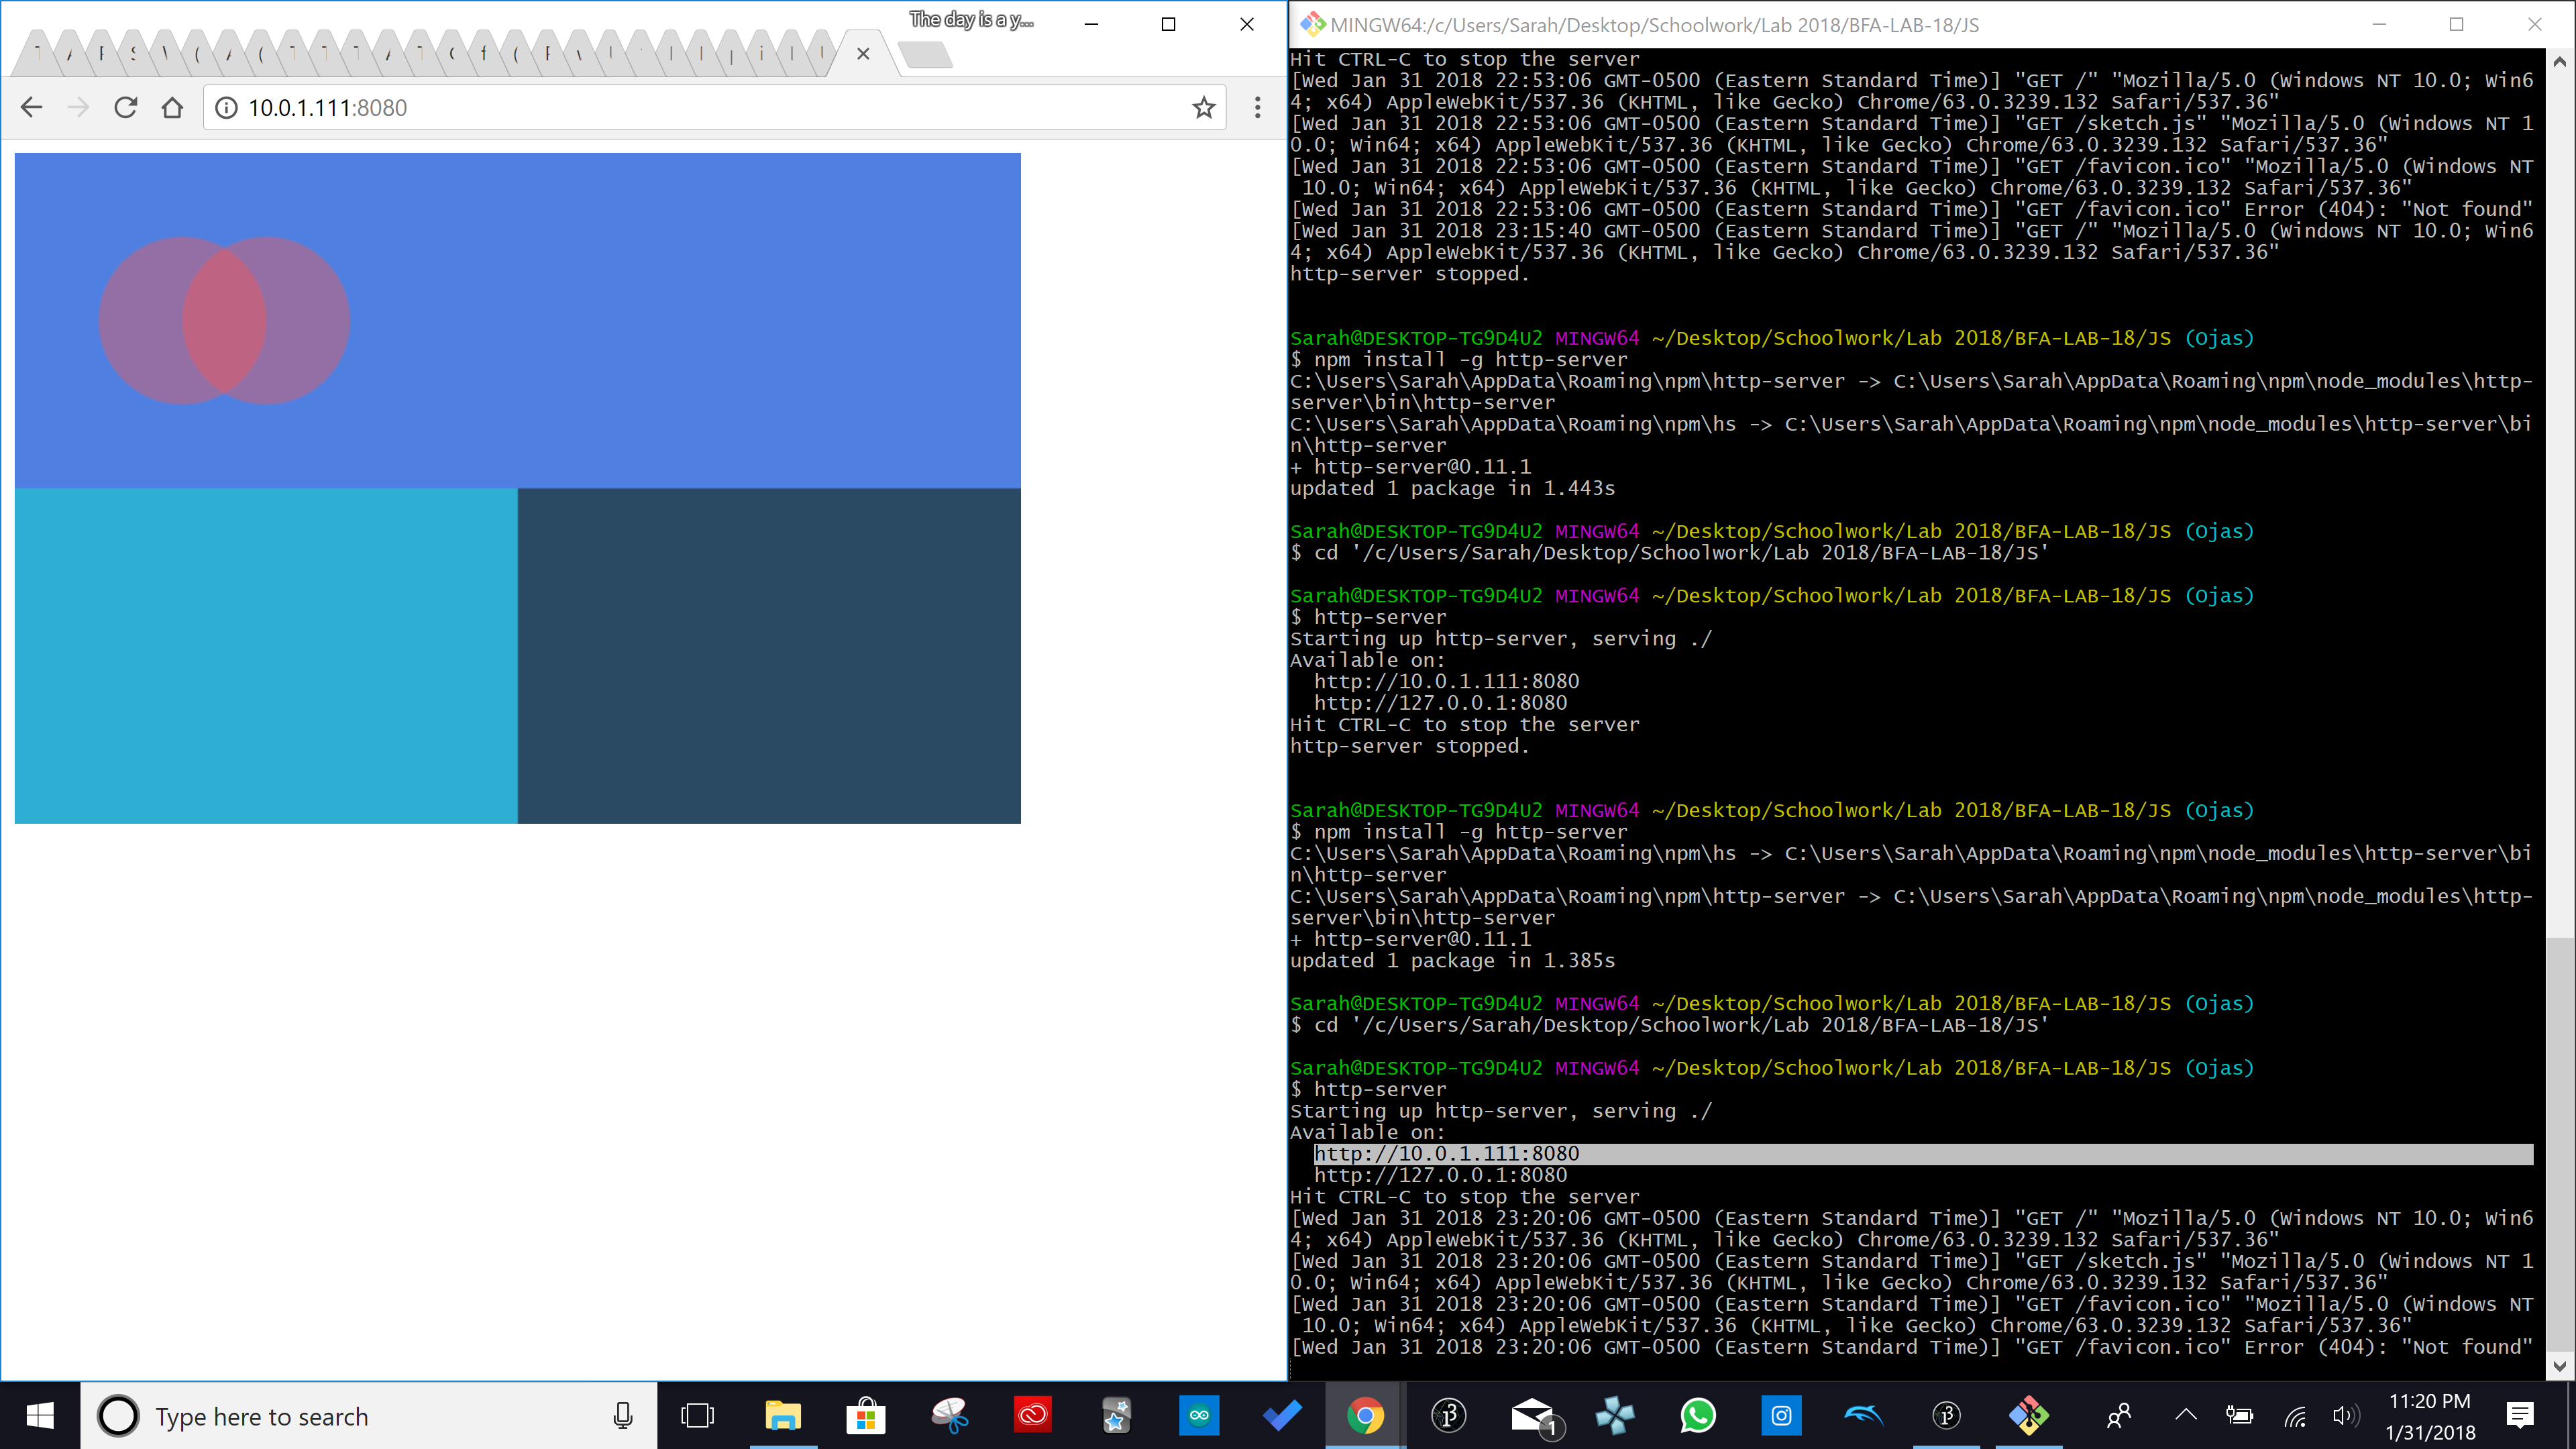 The day is a y...
10.0.1.111:8080
MINGW64:/c/Users/Sarah/Desktop/Schoolwork/Lab 2018/BFA-LAB-18/JS
Hit CTRL-C to stop the server
[Wed Jan 31 2018 22:53:06 GMT-0500 (Eastern Standard Time)] "GET /" "Mozilla/5.0 (Windows NT 10.0; Win6
4; x64) AppleWebKit/537.36 (KHTML, like Gecko) Chrome/63.0.3239.132 Safari/537.36"
[Wed Jan 31 2018 22:53:06 GMT-0500 (Eastern Standard Time)] "GET /sketch.js" "Mozilla/5.0 (Windows NT 1
0.0; Win64; x64) AppleWebKit/537.36 (KHTML, like Gecko) Chrome/63.0.3239.132 Safari/537.36"
[Wed Jan 31 2018 22:53:06 GMT-0500 (Eastern Standard Time)] "GET /favicon.ico" "Mozilla/5.0 (Windows NT
 10.0; Win64; x64) AppleWebKit/537.36 (KHTML, like Gecko) Chrome/63.0.3239.132 Safari/537.36"
[Wed Jan 31 2018 22:53:06 GMT-0500 (Eastern Standard Time)] "GET /favicon.ico" Error (404): "Not found"
[Wed Jan 31 2018 23:15:40 GMT-0500 (Eastern Standard Time)] "GET /" "Mozilla/5.0 (Windows NT 10.0; Win6
4; x64) AppleWebKit/537.36 (KHTML, like Gecko) Chrome/63.0.3239.132 Safari/537.36"
http-server stopped.
Sarah@DESKTOP-TG9D4U2 MINGW64 ~/Desktop/Schoolwork/Lab 2018/BFA-LAB-18/JS (Ojas)
$ npm install -g http-server
C:\Users\Sarah\AppData\Roaming\npm\http-server -> C:\Users\Sarah\AppData\Roaming\npm\node_modules\http-
server\bin\http-server
C:\Users\Sarah\AppData\Roaming\npm\hs -> C:\Users\Sarah\AppData\Roaming\npm\node_modules\http-server\bi
n\http-server
+ http-server@0.11.1
updated 1 package in 1.443s
Sarah@DESKTOP-TG9D4U2 MINGW64 ~/Desktop/Schoolwork/Lab 2018/BFA-LAB-18/JS (Ojas)
$ cd '/c/Users/Sarah/Desktop/Schoolwork/Lab 2018/BFA-LAB-18/JS'
Sarah@DESKTOP-TG9D4U2 MINGW64 ~/Desktop/Schoolwork/Lab 2018/BFA-LAB-18/JS (Ojas)
$ http-server
Starting up http-server, serving ./
Available on:
  http://10.0.1.111:8080
  http://127.0.0.1:8080
Hit CTRL-C to stop the server
http-server stopped.
Sarah@DESKTOP-TG9D4U2 MINGW64 ~/Desktop/Schoolwork/Lab 2018/BFA-LAB-18/JS (Ojas)
$ npm install -g http-server
C:\Users\Sarah\AppData\Roaming\npm\hs -> C:\Users\Sarah\AppData\Roaming\npm\node_modules\http-server\bi
n\http-server
C:\Users\Sarah\AppData\Roaming\npm\http-server -> C:\Users\Sarah\AppData\Roaming\npm\node_modules\http-
server\bin\http-server
+ http-server@0.11.1
updated 1 package in 1.385s
Sarah@DESKTOP-TG9D4U2 MINGW64 ~/Desktop/Schoolwork/Lab 2018/BFA-LAB-18/JS (Ojas)
$ cd '/c/Users/Sarah/Desktop/Schoolwork/Lab 2018/BFA-LAB-18/JS'
Sarah@DESKTOP-TG9D4U2 MINGW64 ~/Desktop/Schoolwork/Lab 2018/BFA-LAB-18/JS (Ojas)
$ http-server
Starting up http-server, serving ./
Available on:
  http://10.0.1.111:8080
  http://127.0.0.1:8080
Hit CTRL-C to stop the server
[Wed Jan 31 2018 23:20:06 GMT-0500 (Eastern Standard Time)] "GET /" "Mozilla/5.0 (Windows NT 10.0; Win6
4; x64) AppleWebKit/537.36 (KHTML, like Gecko) Chrome/63.0.3239.132 Safari/537.36"
[Wed Jan 31 2018 23:20:06 GMT-0500 (Eastern Standard Time)] "GET /sketch.js" "Mozilla/5.0 (Windows NT 1
0.0; Win64; x64) AppleWebKit/537.36 (KHTML, like Gecko) Chrome/63.0.3239.132 Safari/537.36"
[Wed Jan 31 2018 23:20:06 GMT-0500 (Eastern Standard Time)] "GET /favicon.ico" "Mozilla/5.0 (Windows NT
 10.0; Win64; x64) AppleWebKit/537.36 (KHTML, like Gecko) Chrome/63.0.3239.132 Safari/537.36"
[Wed Jan 31 2018 23:20:06 GMT-0500 (Eastern Standard Time)] "GET /favicon.ico" Error (404): "Not found"
Type here to search
1
11:20 PM
1/31/2018